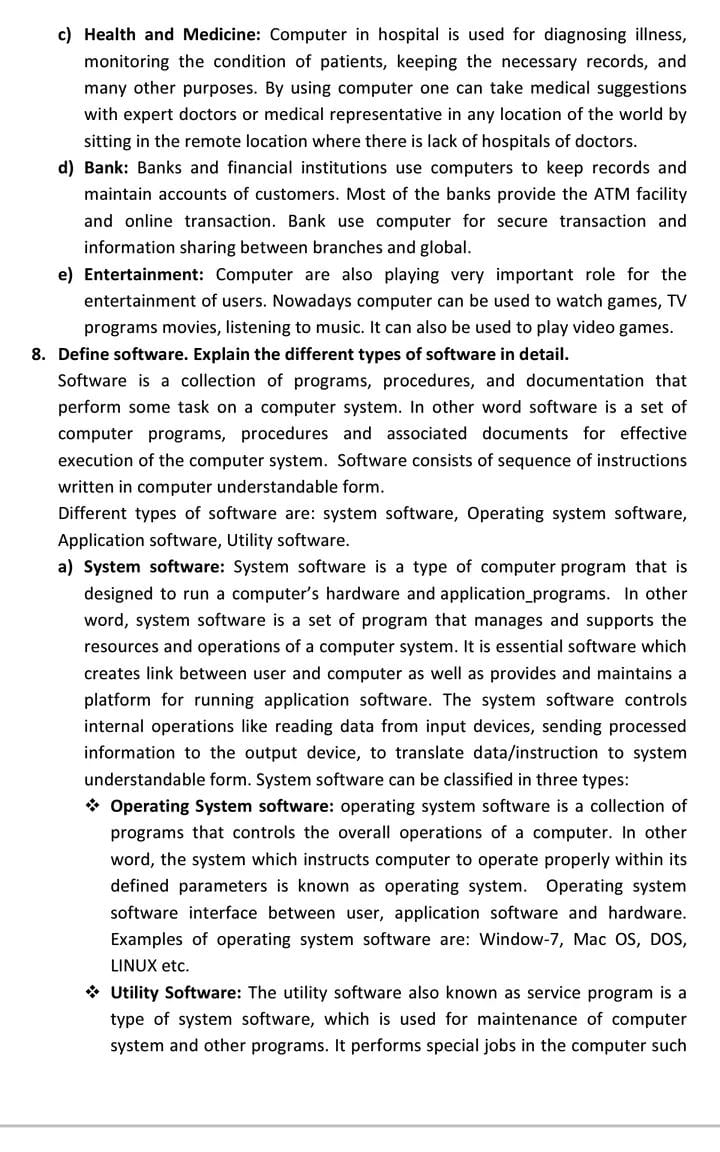 c) Health and Medicine: Computer in hospital is used for diagnosing illness,
monitoring the condition of patients, keeping the necessary records, and
many other purposes. By using computer one can take medical suggestions
with expert doctors or medical representative in any location of the world by
sitting in the remote location where there is lack of hospitals of doctors.
d) Bank: Banks and financial institutions use computers to keep records and
maintain accounts of customers. Most of the banks provide the ATM facility
and online transaction. Bank use computer for secure transaction and
information sharing between branches and global.
e) Entertainment: Computer are also playing very important role for the
entertainment of users. Nowadays computer can be used to watch games, TV
programs movies, listening to music. It can also be used to play video games.
8. Define software. Explain the different types of software in detail.
Software is a collection of programs, procedures, and documentation that
perform some task on a computer system. In other word software is a set of
computer programs, procedures and associated documents for effective
execution of the computer system. Software consists of sequence of instructions
written in computer understandable form.
Different types of software are: system software, Operating system software,
Application software, Utility software.
a) System software: System software is a type of computer program that is
designed to run a computer's hardware and application_programs. In other
word, system software is a set of program that manages and supports the
resources and operations of a computer system. It is essential software which
creates link between user and computer as well as provides and maintains a
platform for running application software. The system software controls
internal operations like reading data from input devices, sending processed
information to the output device, to translate data/instruction to system
understandable form. System software can be classified in three types:
❖ Operating System software: operating system software is a collection of
programs that controls the overall operations of a computer. In other
word, the system which instructs computer to operate properly within its
defined parameters is known as operating system. Operating system
software interface between user, application software and hardware.
Examples of operating system software are: Window-7, Mac OS, DOS,
LINUX etc.
❖ Utility Software: The utility software also known as service program is a
type of system software, which is used for maintenance of computer
system and other programs. It performs special jobs in the computer such